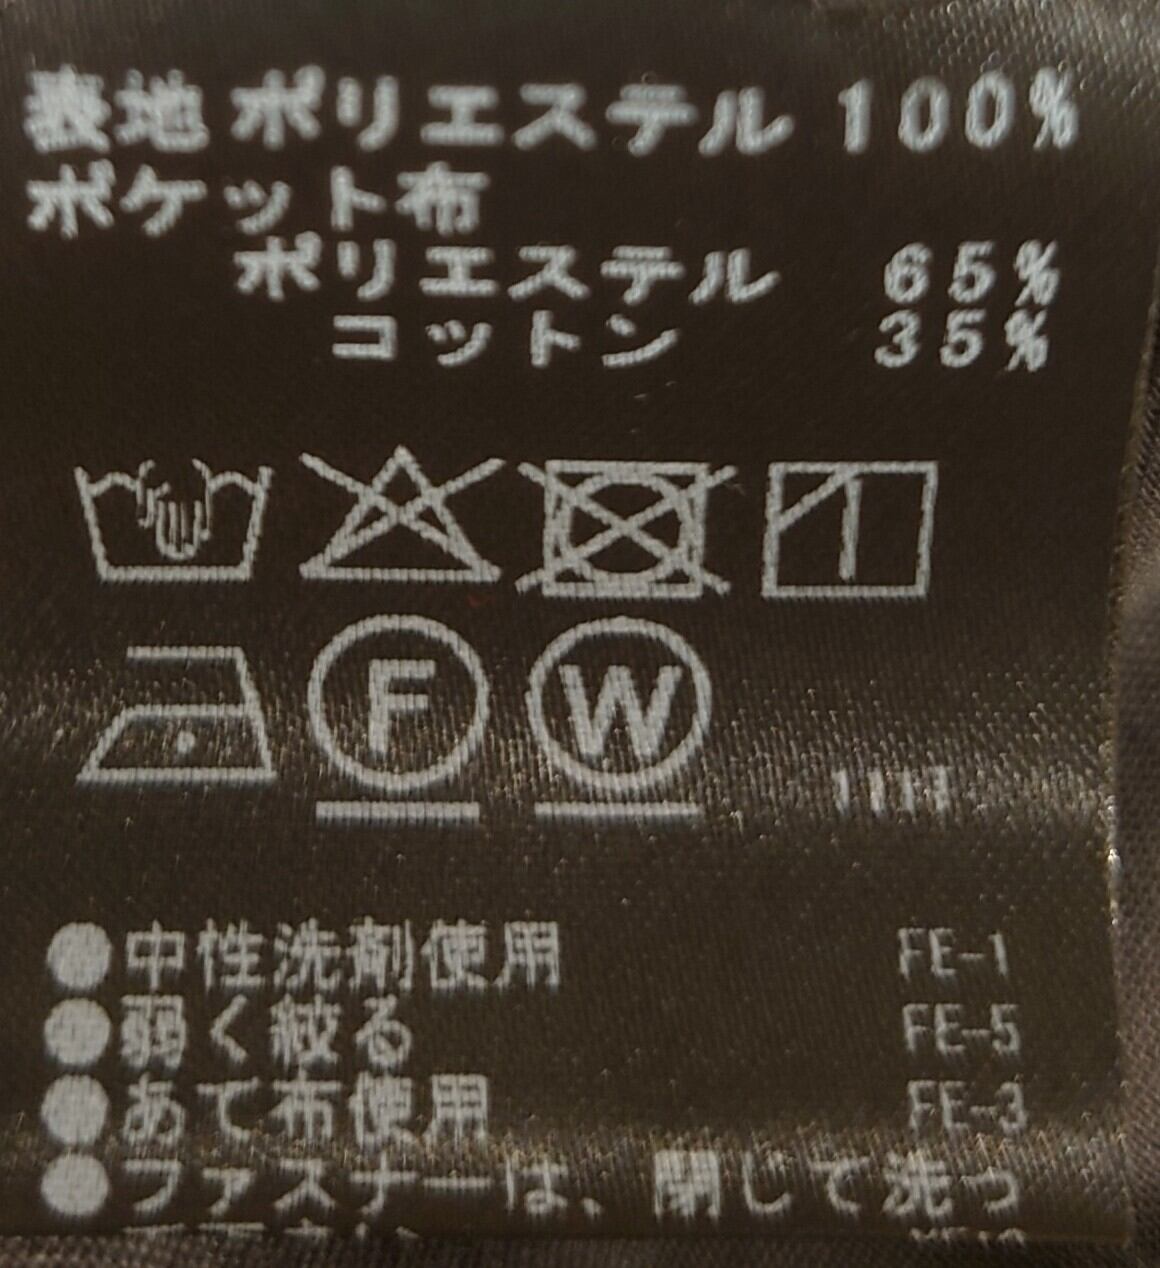 表地 ポリエステル 100%
ポケット布
ポリエステル 65%
コットン 35%
F W
中性洗剤使用 FE-1
弱く絞る FE-5
あて布使用 FE-3
ファスナーは、閉じて洗っ